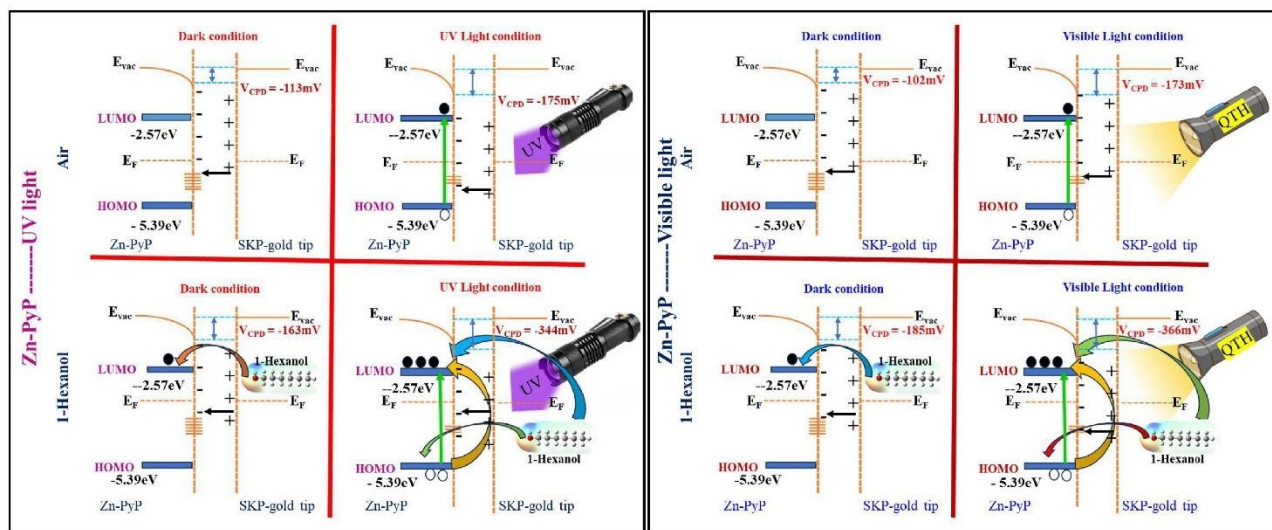 Zn-PyP ------UV light
Air
Dark condition
Evac
Evac
VCPD = -113mV
LUMO
-2.57eV
EF
EF
HOMO
- 5.39eV
Zn-PyP
SKP-gold tip
UV Light condition
Evac
Evac
VCPD = -175mV
LUMO
--2.57eV
UV
EF
HOMO
- 5.39eV
Zn-PyP
SKP-gold tip
1-Hexanol
Dark condition
Evac
Evac
VCPD = -163mV
1-Hexanol
LUMO
--2.57eV
EF
EF
HOMO
-5.39eV
Zn-PyP
SKP-gold tip
UV Light condition
Evac
Evac
VCPD = -344mV
LUMO
--2.57eV
UV
EF
EF
1-Hexanol
HOMO
- 5.39eV
Zn-PyP
SKP-gold tip
Zn-PyP ------Visible light
Air
Dark condition
Evac
Evac
VCPD = -102mV
LUMO
-2.57eV
EF
EF
HOMO
- 5.39eV
Zn-PyP
SKP-gold tip
Visible Light condition
Evac
Evac
VCPD = -173mV
QTH
LUMO
--2.57eV
EF
EF
HOMO
- 5.39eV
Zn-PyP
SKP-gold tip
1-Hexanol
Dark condition
Evac
Evac
VCPD = -185mV
1-Hexanol
LUMO
--2.57eV
EF
EF
HOMO
-5.39eV
Zn-PyP
SKP-gold tip
Visible Light condition
Evac
Evac
VCPD = -366mV
QTH
LUMO
--2.57eV
EF
EF
1-Hexanol
HOMO
- 5.39eV
Zn-PyP
SKP-gold tip